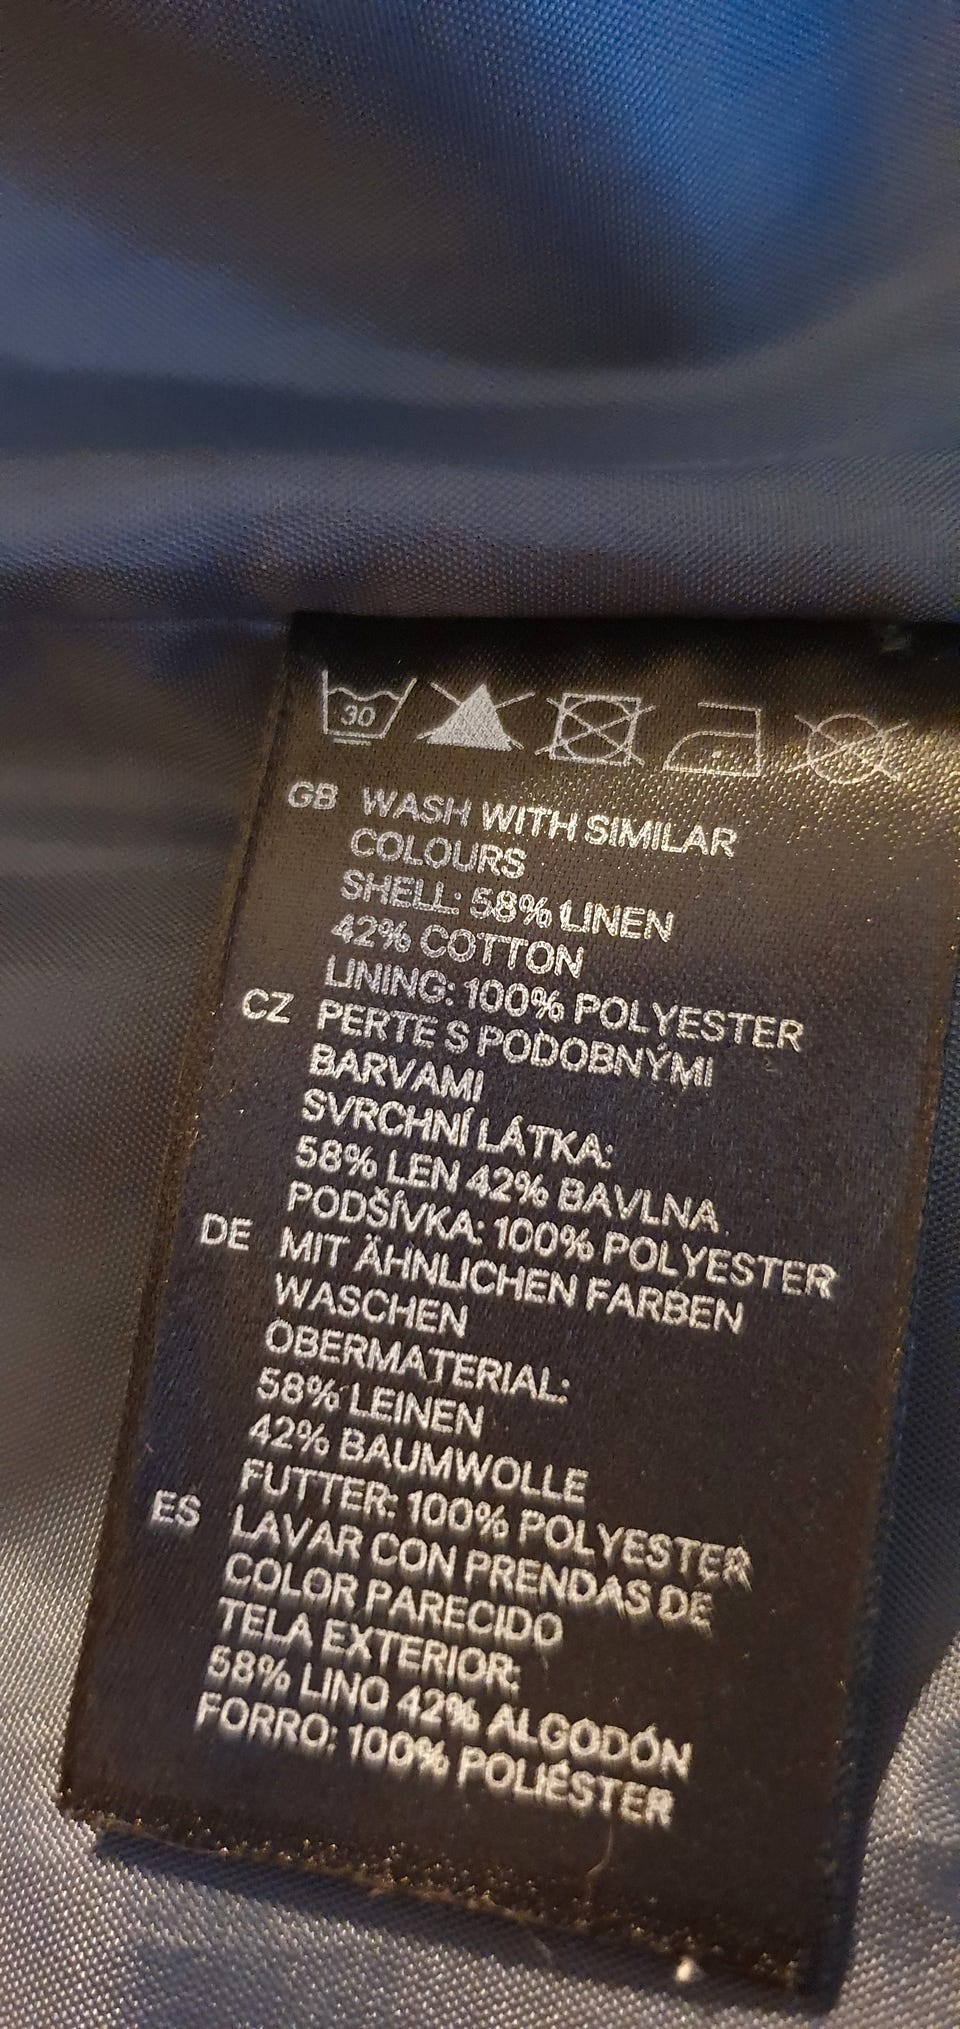 30
GB WASH WITH SIMILAR
COLOURS
SHELL: 58% LINEN
42% COTTON
LINING: 100% POLYESTER
CZ PERTE S PODOBNÝMI
BARVAMI
SVRCHNÍ LÁTKA:
58% LEN 42% BAVLNA
PODŠÍVKA: 100% POLYESTER
DE MIT ÄHNLICHEN FARBEN
WASCHEN
OBERMATERIAL:
58% LEINEN
42% BAUMWOLLE
FUTTER: 100% POLYESTER
ES LAVAR CON PRENDAS DE
COLOR PARECIDO
TELA EXTERIOR:
58% LINO 42% ALGODÓN
FORRO: 100% POLIÉSTER